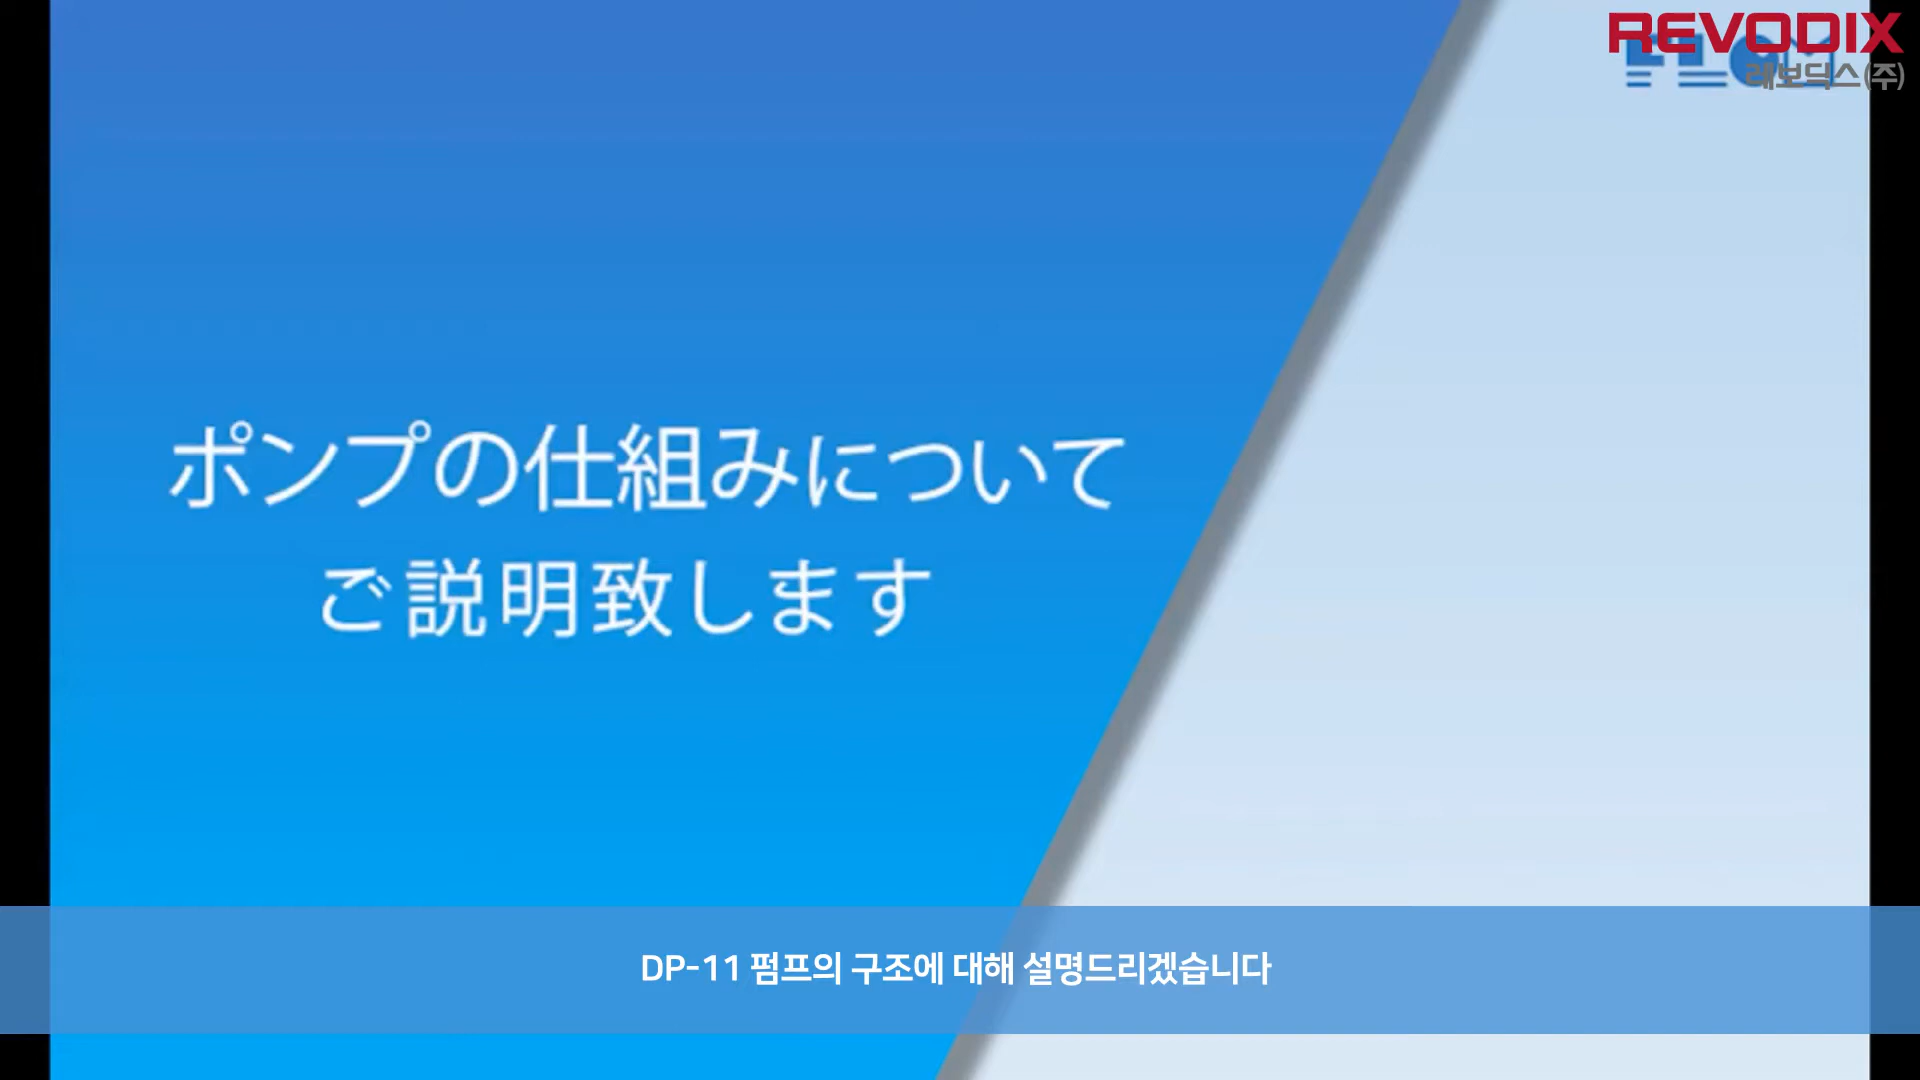 REVODIX
래보딕스(주)
ポンプの仕組みについて
ご説明致します
DP-11 펌프의 구조에 대해 설명드리겠습니다